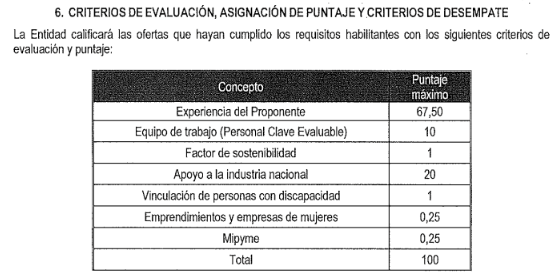 6. CRITERIOS DE EVALUACIÓN, ASIGNACIÓN DE PUNTAJE Y CRITERIOS DE DESEMPATE
La Entidad calificará las ofertas que hayan cumplido los requisitos habilitantes con los siguientes criterios de
evaluación y puntaje:
Concepto Puntaje máximo
Experiencia del Proponente 67,50
Equipo de trabajo (Personal Clave Evaluable) 10
Factor de sostenibilidad 1
Apoyo a la industria nacional 20
Vinculación de personas con discapacidad 1
Emprendimientos y empresas de mujeres 0,25
Mipyme 0,25
Total 100